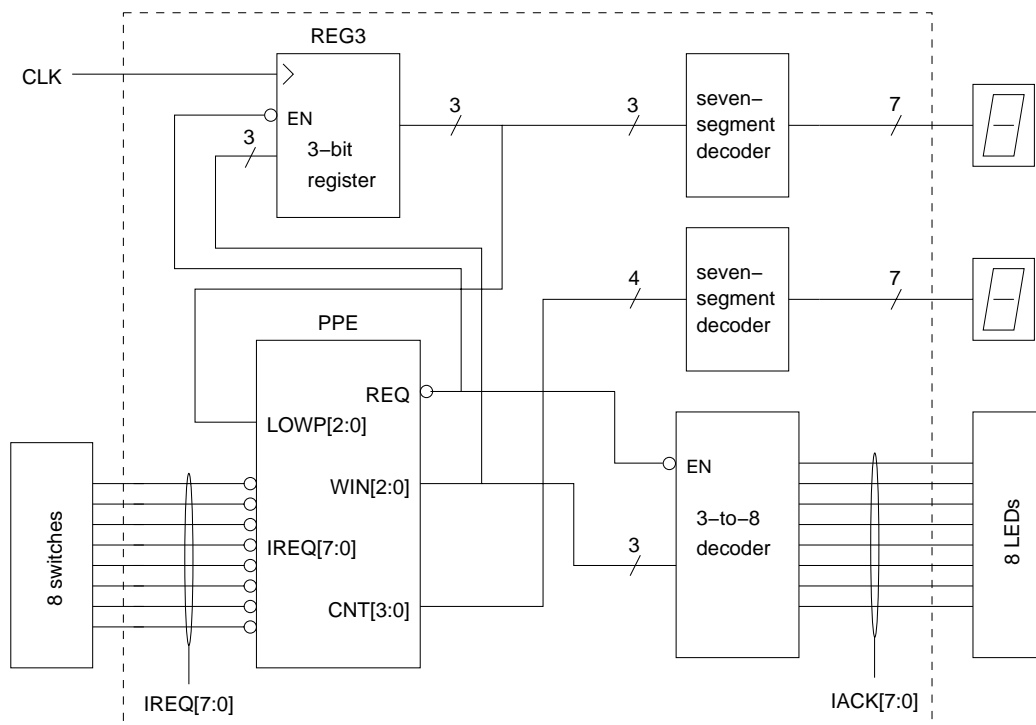 REG3
CLK
EN
3
3−bit
register
3
3
seven−
segment
decoder
7
4
seven−
segment
decoder
7
PPE
REQ
LOWP[2:0]
WIN[2:0]
IREQ[7:0]
CNT[3:0]
8 switches
EN
3−to−8
decoder
3
8 LEDs
IREQ[7:0]
IACK[7:0]